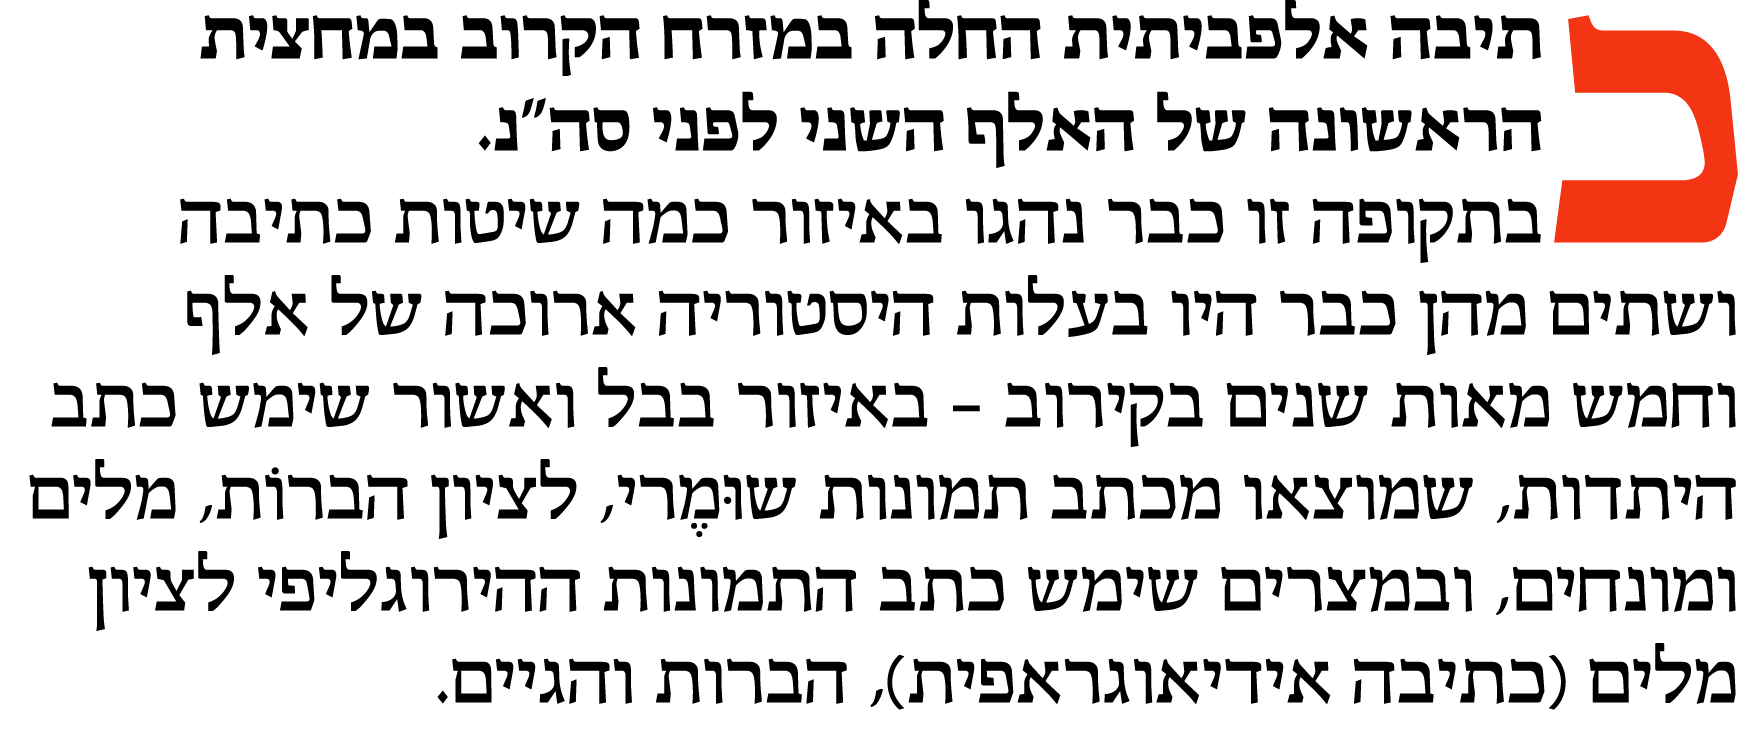 כתיבה אלפביתית החלה במזרח הקרוב במחצית
הראשונה של האלף השני לפני סה״נ.
בתקופה זו כבר נהגו באיזור כמה שיטות כתיבה
ושתים מהן כבר היו בעלות היסטוריה ארוכה של אלף
וחמש מאות שנים בקירוב – באיזור בבל ואשור שימש כתב
היתדות, שמוצאו מכתב תמונות שוּמֶרי, לציון הברוֹת, מלים
ומונחים, ובמצרים שימש כתב התמונות ההירוגליפי לציון
מלים (כתיבה אידיאוגראפית), הברות והגיים.